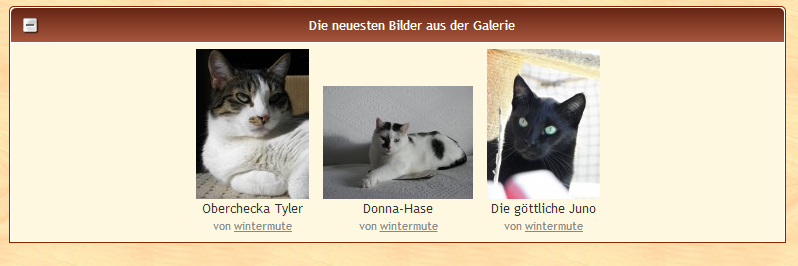 Die neuesten Bilder aus der Galerie
Oberchecka Tyler
Donna-Hase
Die göttliche Juno
von wintermute
von wintermute
von wintermute